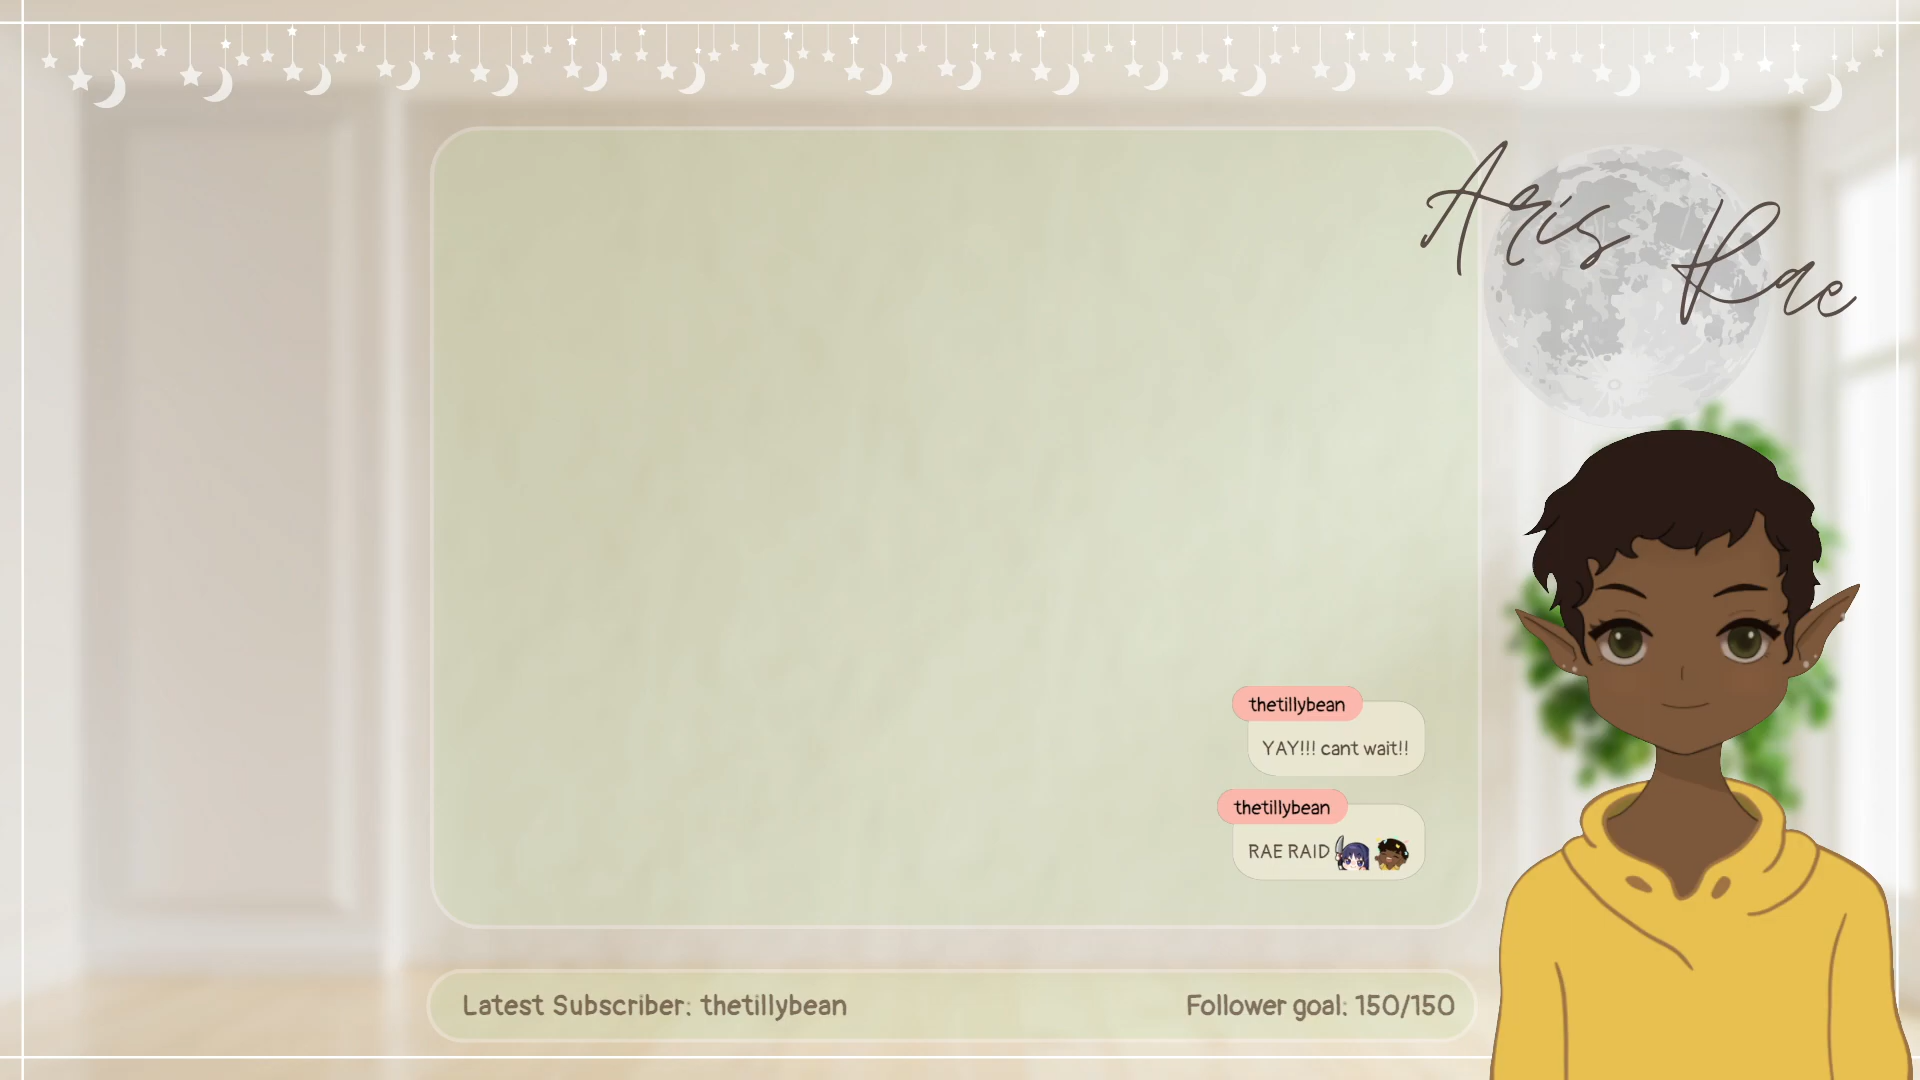 Aris Rae
thetillybean
YAY!!! cant wait!!
thetillybean
RAE RAID
Latest Subscriber: thetillybean
Follower goal: 150/150